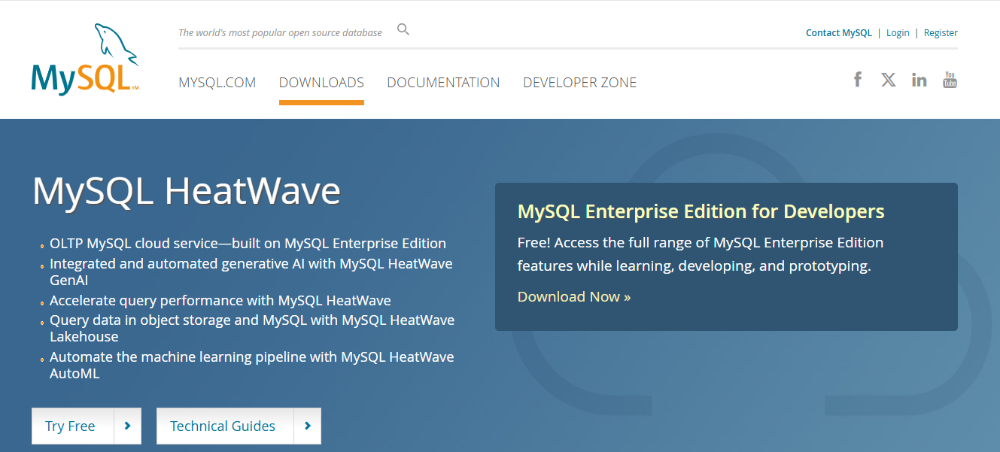 The world's most popular open source database
Contact MySQL | Login | Register
MySQL™
MYSQL.COM DOWNLOADS DOCUMENTATION DEVELOPER ZONE
You
Tube
MySQL HeatWave
OLTP MySQL cloud service—built on MySQL Enterprise Edition
Integrated and automated generative AI with MySQL HeatWave
GenAI
Accelerate query performance with MySQL HeatWave
Query data in object storage and MySQL with MySQL HeatWave
Lakehouse
Automate the machine learning pipeline with MySQL HeatWave
AutoML
Try Free
Technical Guides
MySQL Enterprise Edition for Developers
Free! Access the full range of MySQL Enterprise Edition
features while learning, developing, and prototyping.
Download Now »